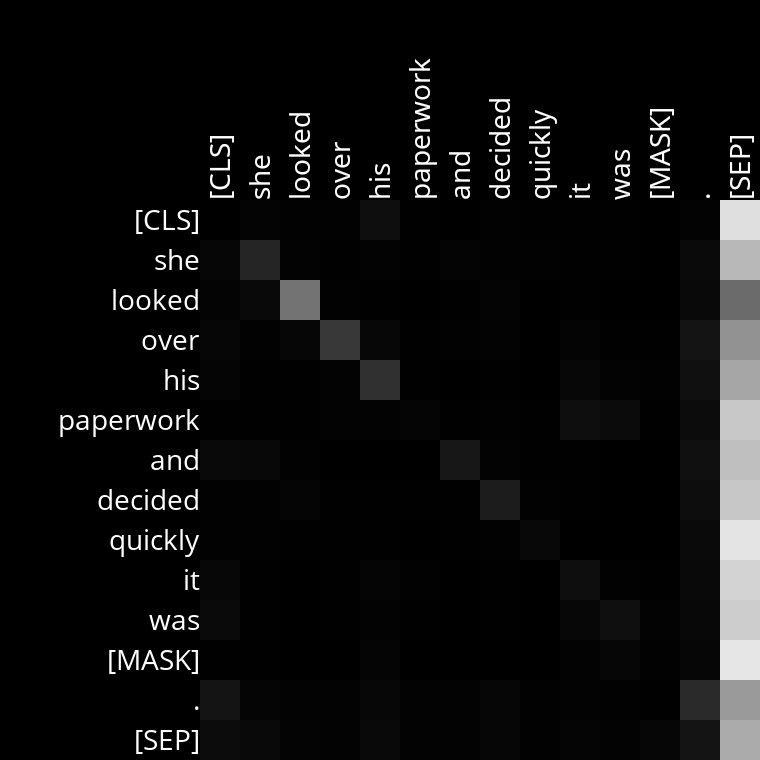 [CLS]
she
looked
over
his
paperwork
and
decided
quickly
it
was
[MASK]
.
[SEP]
[CLS]
she
looked
over
his
paperwork
and
decided
quickly
it
was
[MASK]
.
[SEP]